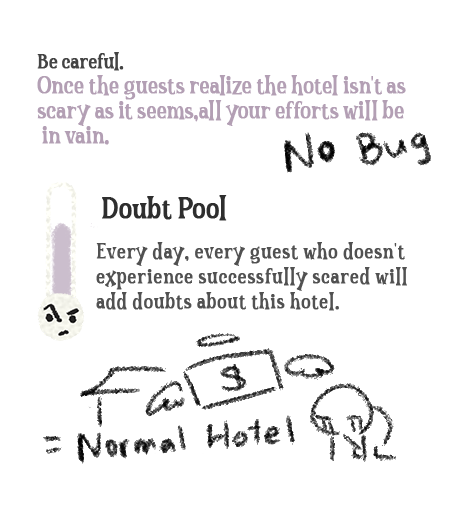 Be careful.
Once the guests realize the hotel isn't as
scary as it seems,all your efforts will be
in vain.
No Bug
Doubt Pool
Every day, every guest who doesn't
experience successfully scared will
add doubts about this hotel.
$
= Normal Hotel